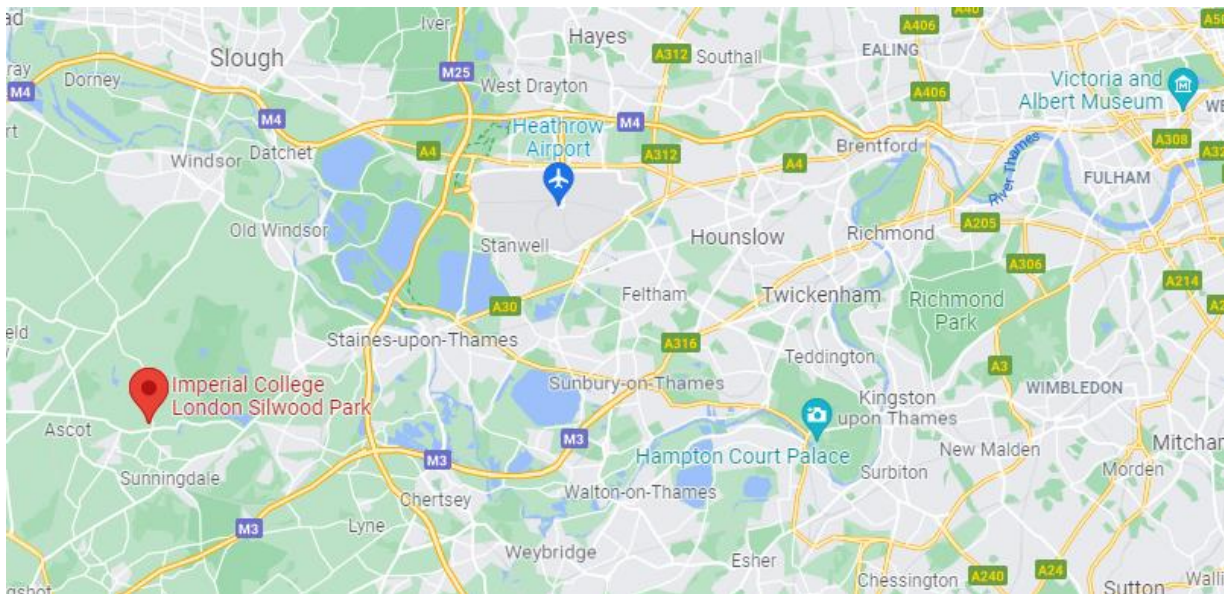 Iver
Hayes
A312
Southall
A406
A40
EALING
Slough
M25
West Drayton
Dorney
M4
M4
Heathrow
Airport
M4
A406
Victoria and
Albert Museum
A308
Windsor
Datchet
A4
A312
A4
Brentford
River Thames
FULHAM
Old Windsor
Stanwell
Hounslow
Richmond
A205
A306
A214
Feltham
Twickenham
Richmond
Park
A30
Staines-upon-Thames
A316
Teddington
A3
Imperial College
London Silwood Park
Sunbury-on-Thames
Kingston
upon Thames
WIMBLEDON
Ascot
M3
Hampton Court Palace
New Malden
Mitcham
Sunningdale
M3
Surbiton
Morden
Chertsey
Walton-on-Thames
M3
Lyne
Weybridge
Esher
Chessington
A240
A24
Sutton